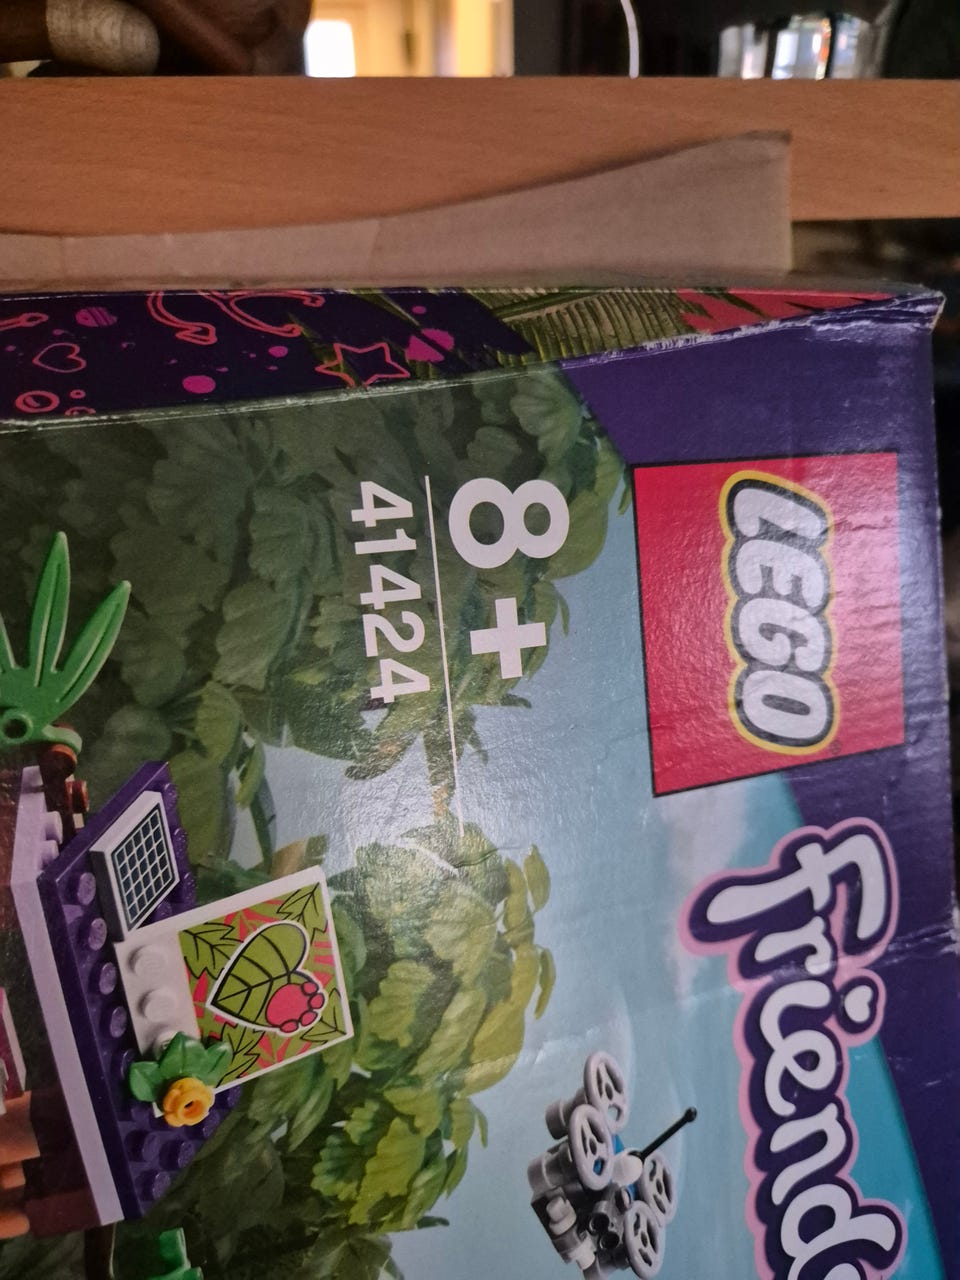 LEGO
Friends
8+
41424